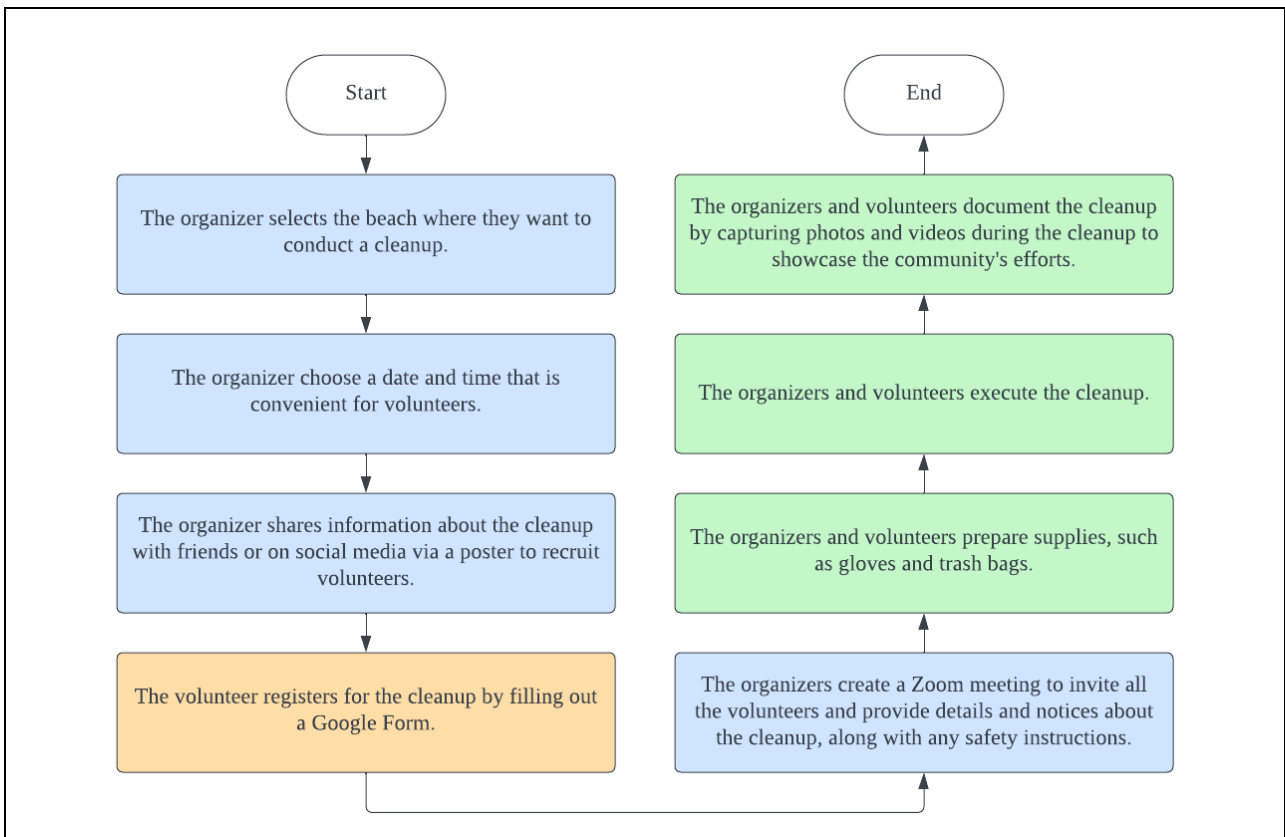 Start
The organizer selects the beach where they want to
conduct a cleanup.
The organizer choose a date and time that is
convenient for volunteers.
The organizer shares information about the cleanup
with friends or on social media via a poster to recruit
volunteers.
The volunteer registers for the cleanup by filling out
a Google Form.
The organizers create a Zoom meeting to invite all
the volunteers and provide details and notices about
the cleanup, along with any safety instructions.
The organizers and volunteers prepare supplies, such
as gloves and trash bags.
The organizers and volunteers execute the cleanup.
The organizers and volunteers document the cleanup
by capturing photos and videos during the cleanup to
showcase the community's efforts.
End